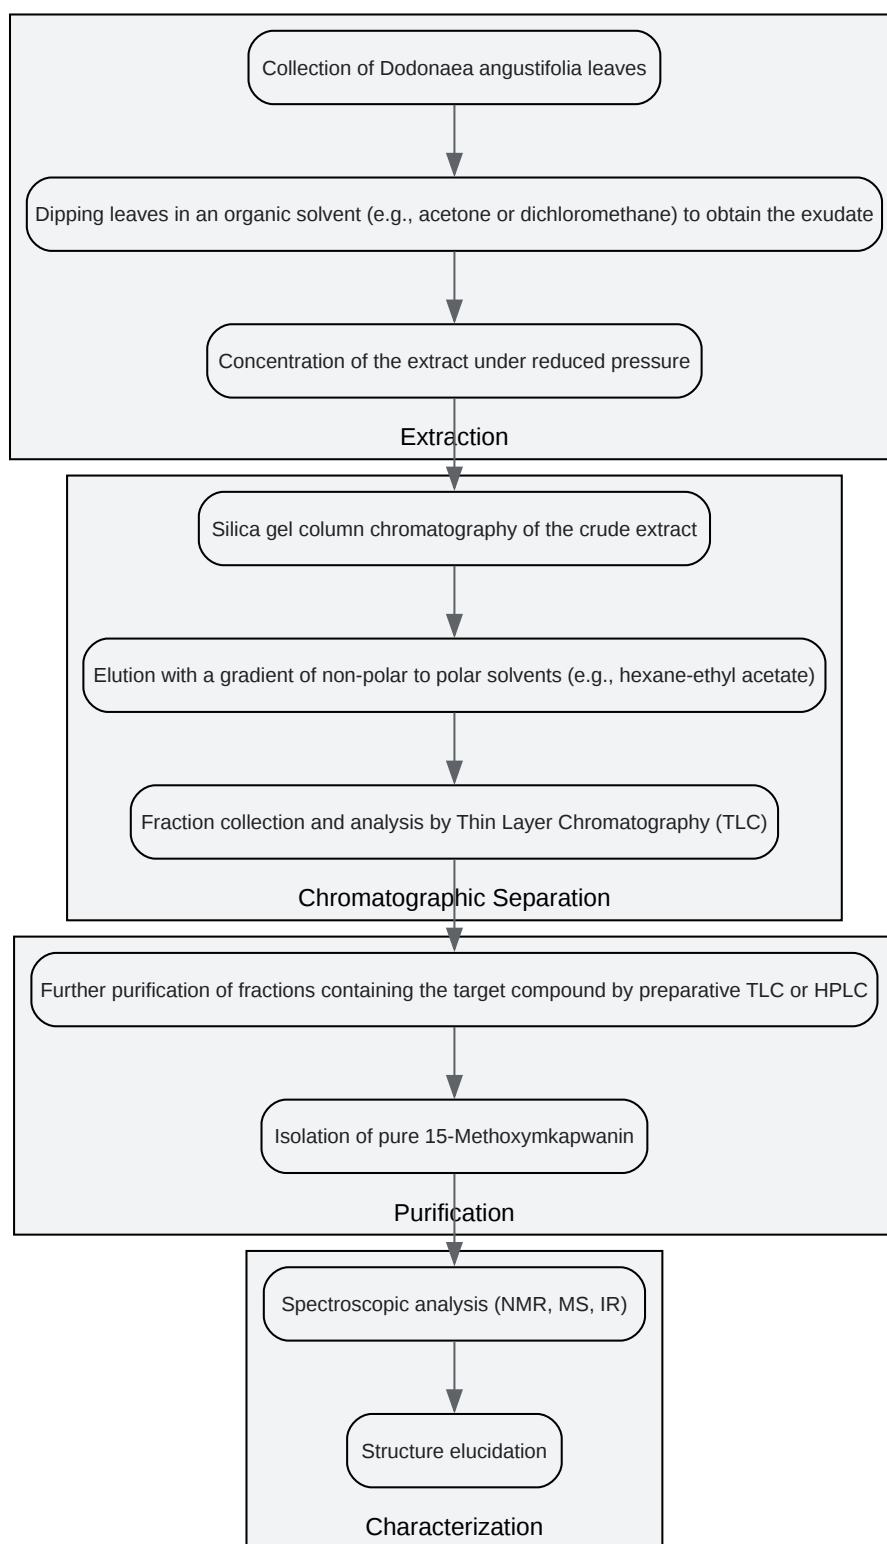 Collection of Dodonaea angustifolia leaves
Dipping leaves in an organic solvent (e.g., acetone or dichloromethane) to obtain the exudate
Concentration of the extract under reduced pressure
Extraction
Silica gel column chromatography of the crude extract
Elution with a gradient of non-polar to polar solvents (e.g., hexane-ethyl acetate)
Fraction collection and analysis by Thin Layer Chromatography (TLC)
Chromatographic Separation
Further purification of fractions containing the target compound by preparative TLC or HPLC
Isolation of pure 15-Methoxymkapwanin
Purification
Spectroscopic analysis (NMR, MS, IR)
Structure elucidation
Characterization